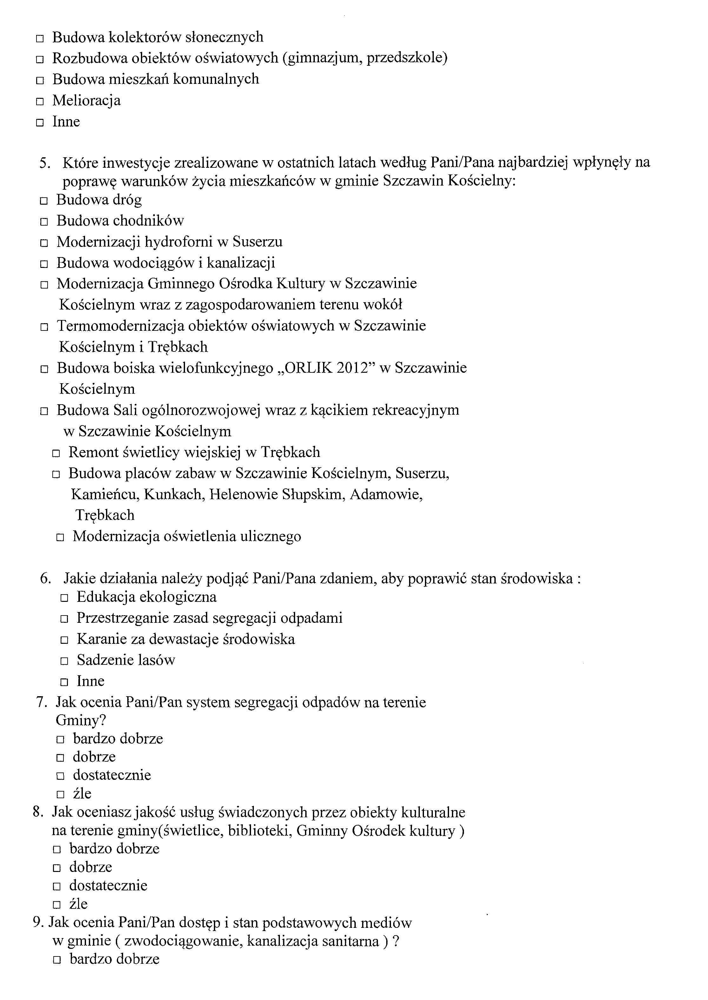 □ Budowa kolektorów słonecznych
□ Rozbudowa obiektów oświatowych (gimnazjum, przedszkole)
□ Budowa mieszkań komunalnych
□ Melioracja
□ Inne
5. Które inwestycje zrealizowane w ostatnich latach według Pani/Pana najbardziej wpłynęły na
poprawę warunków życia mieszkańców w gminie Szczawin Kościelny:
□ Budowa dróg
□ Budowa chodników
□ Modernizacji hydroforni w Suserzu
□ Budowa wodociągów i kanalizacji
□ Modernizacja Gminnego Ośrodka Kultury w Szczawinie
Kościelnym wraz z zagospodarowaniem terenu wokół
□ Termomodernizacja obiektów oświatowych w Szczawinie
Kościelnym i Trębkach
□ Budowa boiska wielofunkcyjnego „ORLIK 2012” w Szczawinie
Kościelnym
□ Budowa Sali ogólnorozwojowej wraz z kącikiem rekreacyjnym
w Szczawinie Kościelnym
□ Remont świetlicy wiejskiej w Trębkach
□ Budowa placów zabaw w Szczawinie Kościelnym, Suserzu,
Kamieńcu, Kunkach, Helenowie Słupskim, Adamowie,
Trębkach
□ Modernizacja oświetlenia ulicznego
6. Jakie działania należy podjąć Pani/Pana zdaniem, aby poprawić stan środowiska :
□ Edukacja ekologiczna
□ Przestrzeganie zasad segregacji odpadami
□ Karanie za dewastacje środowiska
□ Sadzenie lasów
□ Inne
7. Jak ocenia Pani/Pan system segregacji odpadów na terenie
Gminy?
□ bardzo dobrze
□ dobrze
□ dostatecznie
□ źle
8. Jak oceniasz jakość usług świadczonych przez obiekty kulturalne
na terenie gminy(świetlice, biblioteki, Gminny Ośrodek kultury )
□ bardzo dobrze
□ dobrze
□ dostatecznie
□ źle
9. Jak ocenia Pani/Pan dostęp i stan podstawowych mediów
w gminie ( zwodociągowanie, kanalizacja sanitarna ) ?
□ bardzo dobrze